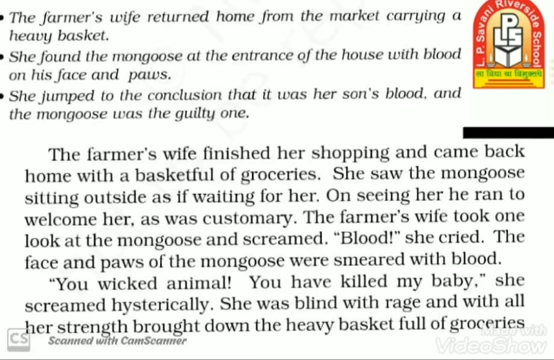 • The farmer's wife returned home from the market carrying a
heavy basket.
• She found the mongoose at the entrance of the house with blood
on his face and paws.
• She jumped to the conclusion that it was her son's blood, and
the mongoose was the guilty one.
L. P. Savani Riverside School
LPS
सा विद्या या विमुक्तये
The farmer's wife finished her shopping and came back
home with a basketful of groceries. She saw the mongoose
sitting outside as if waiting for her. On seeing her he ran to
welcome her, as was customary. The farmer's wife took one
look at the mongoose and screamed. “Blood!” she cried. The
face and paws of the mongoose were smeared with blood.
“You wicked animal! You have killed my baby,” she
screamed hysterically. She was blind with rage and with all
her strength brought down the heavy basket full of groceries
CS Scanned with CamScanner
Made with
VideoShow